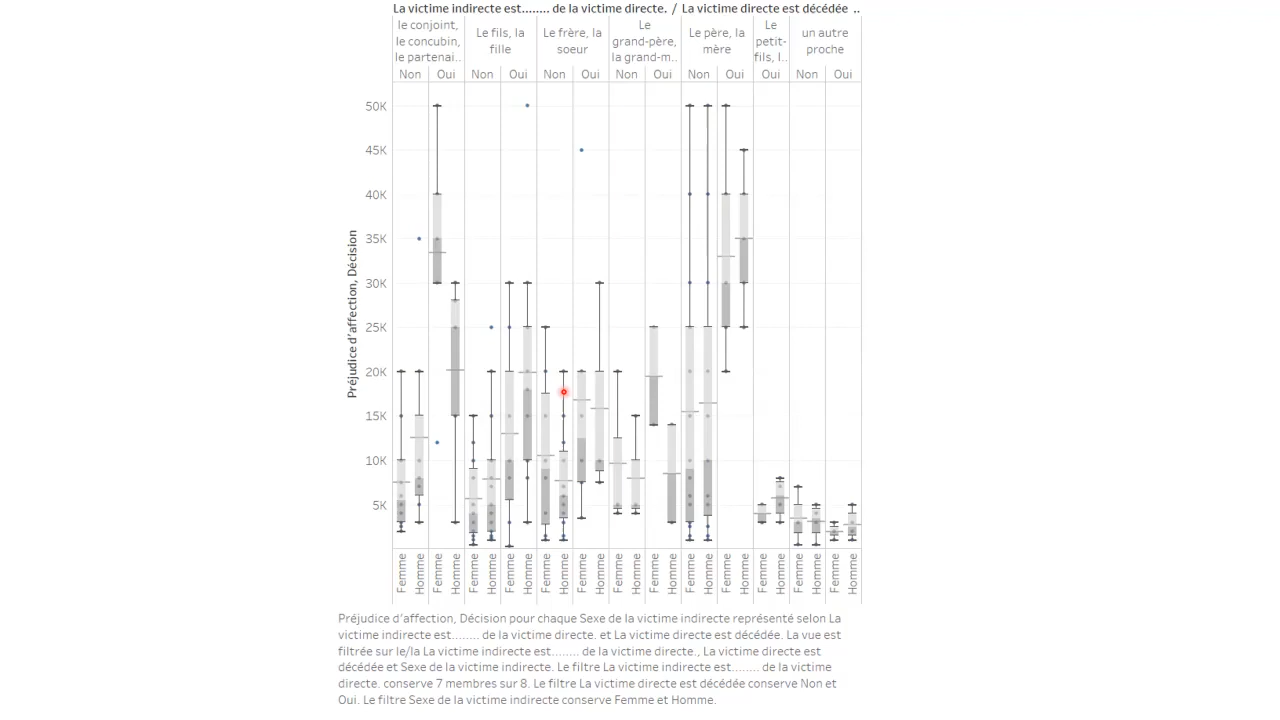 La victime indirecte est........ de la victime directe. / La victime directe est décédée ..
le conjoint, le concubin, le partenai..
Le fils, la fille
Le frère, la soeur
Le grand-père, la grand-m..
Le père, la mère
Le petit-fils, l..
un autre proche
Non Oui Non Oui Non Oui Non Oui Non Oui Oui Non Oui
Préjudice d'affection, Décision
50K
45K
40K
35K
30K
25K
20K
15K
10K
5K
Femme Homme Femme Homme Femme Homme Femme Homme Femme Homme Femme Homme Femme Homme Femme Homme Femme Homme Femme Homme Femme Homme Femme Homme Femme Homme
Préjudice d'affection, Décision pour chaque Sexe de la victime indirecte représenté selon La
victime indirecte est........ de la victime directe. et La victime directe est décédée. La vue est
filtrée sur le/la La victime indirecte est........ de la victime directe., La victime directe est
décédée et Sexe de la victime indirecte. Le filtre La victime indirecte est........ de la victime
directe. conserve 7 membres sur 8. Le filtre La victime directe est décédée conserve Non et
Oui. Le filtre Sexe de la victime indirecte conserve Femme et Homme.